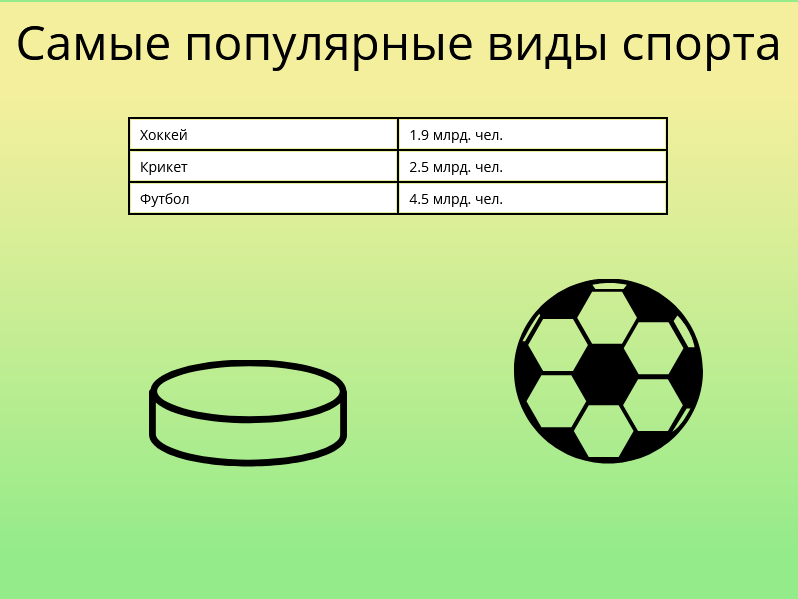 Самые популярные виды спорта
Хоккей 1.9 млрд. чел.
Крикет 2.5 млрд. чел.
Футбол 4.5 млрд. чел.